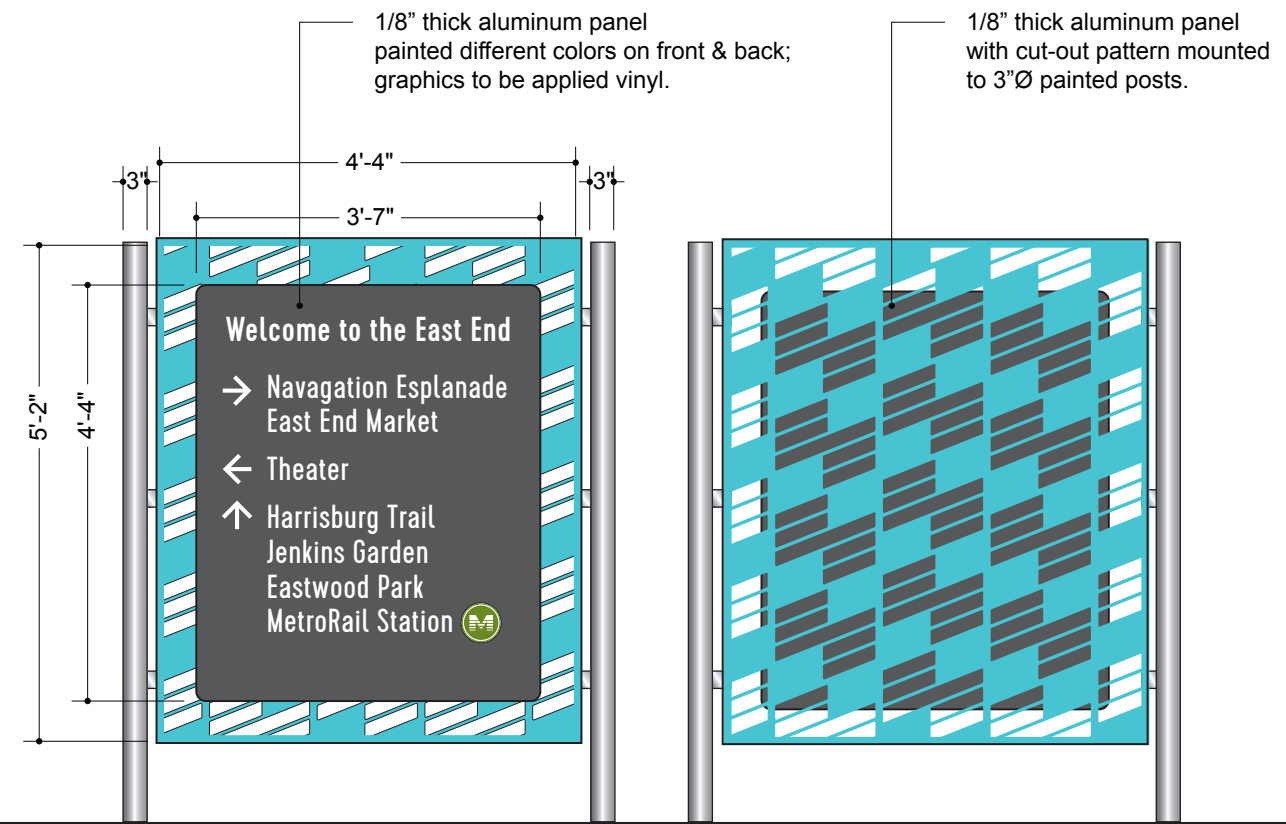 1/8” thick aluminum panel
painted different colors on front & back;
graphics to be applied vinyl.
1/8” thick aluminum panel
with cut-out pattern mounted
to 3”Ø painted posts.
4'-4"
3"
3"
3'-7"
5'-2"
4'-4"
Welcome to the East End
→ Navagation Esplanade
East End Market
← Theater
↑ Harrisburg Trail
Jenkins Garden
Eastwood Park
MetroRail Station M